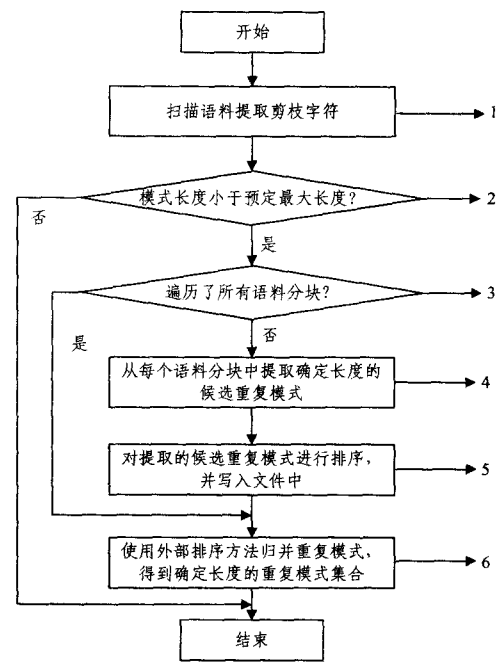 开始
扫描语料提取剪枝字符
1
模式长度小于预定最大长度？
2
否
是
遍历了所有语料分块？
3
是
否
从每个语料分块中提取确定长度的
候选重复模式
4
对提取的候选重复模式进行排序，
并写入文件中
5
使用外部排序方法归并重复模式，
得到确定长度的重复模式集合
6
结束